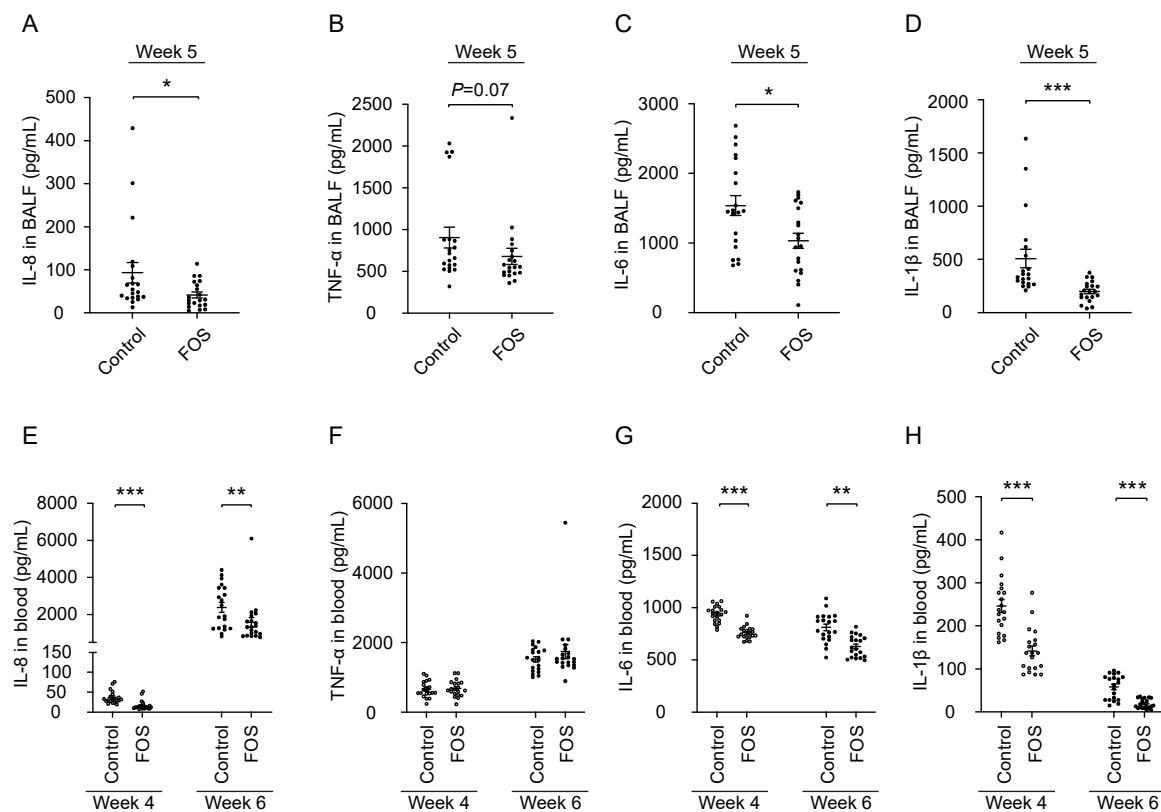 A
B
C
D
Week 5
Week 5
Week 5
Week 5
*
P=0.07
*
***
IL-8 in BALF (pg/mL)
500
400
300
200
100
0
Control
FOS
TNF-α in BALF (pg/mL)
2500
2000
1500
1000
500
0
Control
FOS
IL-6 in BALF (pg/mL)
3000
2000
1000
0
Control
FOS
IL-1β in BALF (pg/mL)
2000
1500
1000
500
0
Control
FOS
E
F
G
H
IL-8 in blood (pg/mL)
8000
6000
4000
2000
150
100
50
0
***
**
Control
FOS
Control
FOS
Week 4
Week 6
TNF-α in blood (pg/mL)
6000
4000
2000
0
Control
FOS
Control
FOS
Week 4
Week 6
IL-6 in blood (pg/mL)
2000
1500
1000
500
0
***
**
Control
FOS
Control
FOS
Week 4
Week 6
IL-1β in blood (pg/mL)
500
400
300
200
100
0
***
***
Control
FOS
Control
FOS
Week 4
Week 6